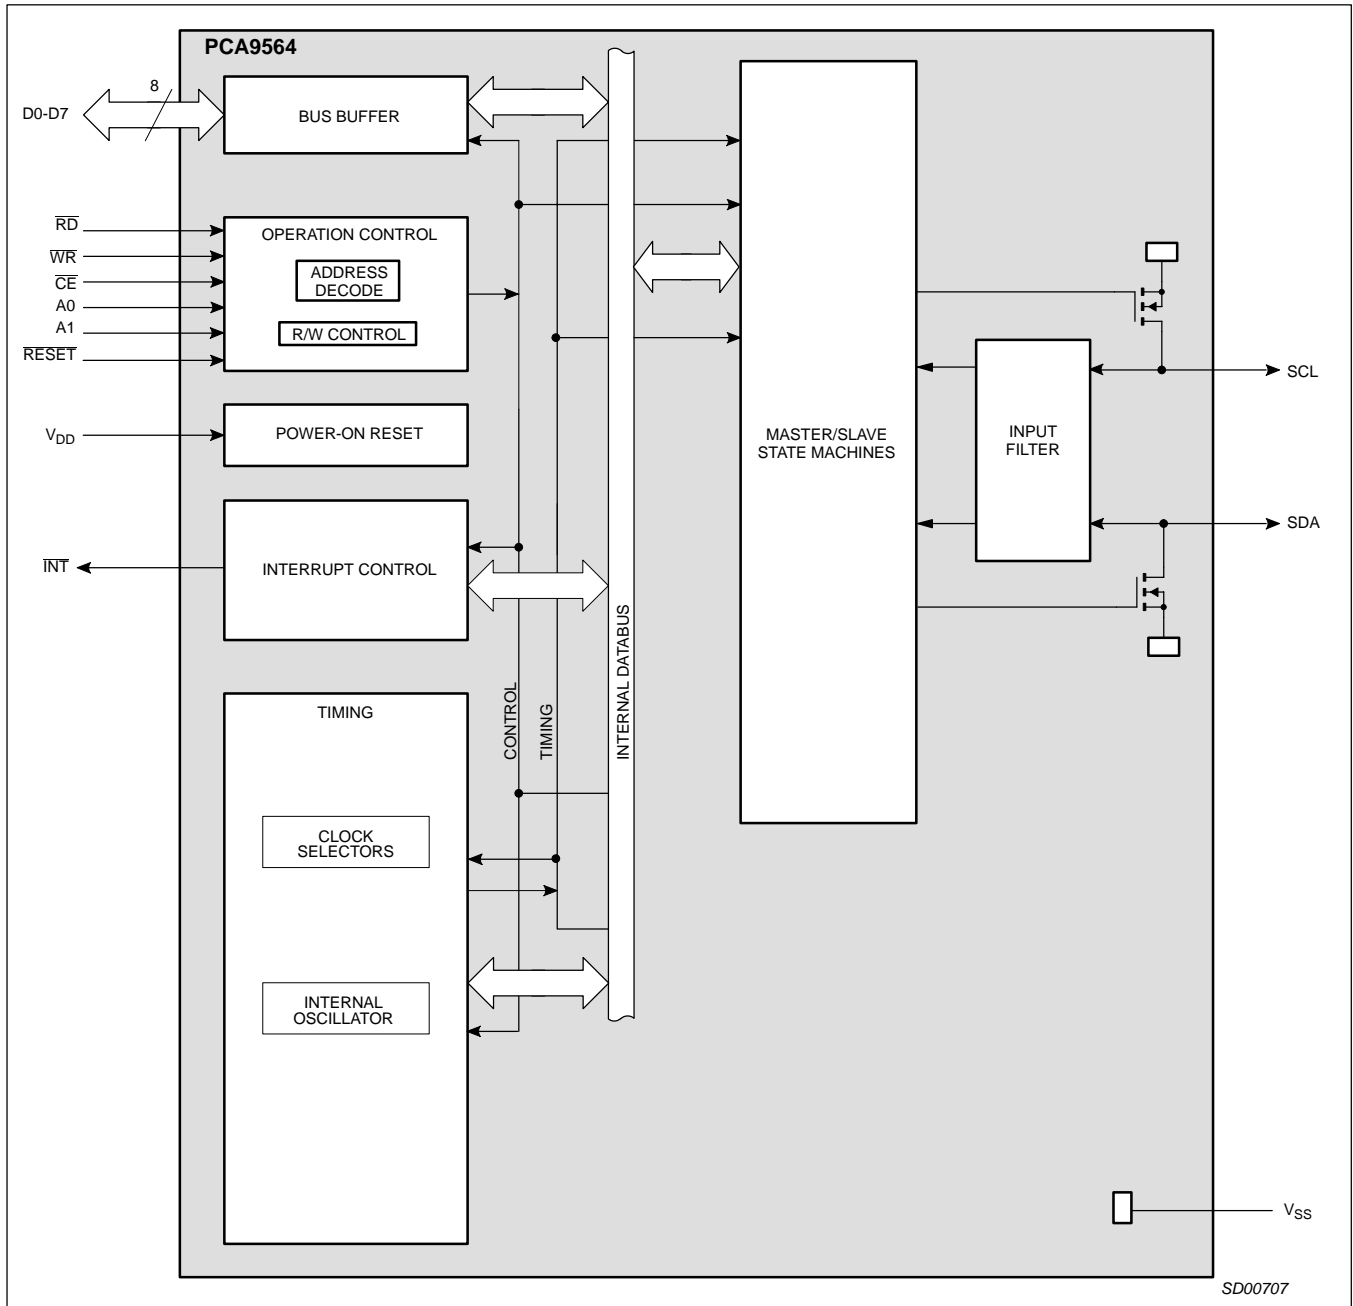 PCA9564
8
D0-D7
BUS BUFFER
RD
WR
CE
A0
A1
RESET
OPERATION CONTROL
ADDRESS
DECODE
R/W CONTROL
VDD
POWER-ON RESET
INT
INTERRUPT CONTROL
TIMING
CLOCK
SELECTORS
INTERNAL
OSCILLATOR
CONTROL
TIMING
INTERNAL DATABUS
MASTER/SLAVE
STATE MACHINES
INPUT
FILTER
SCL
SDA
VSS
SD00707